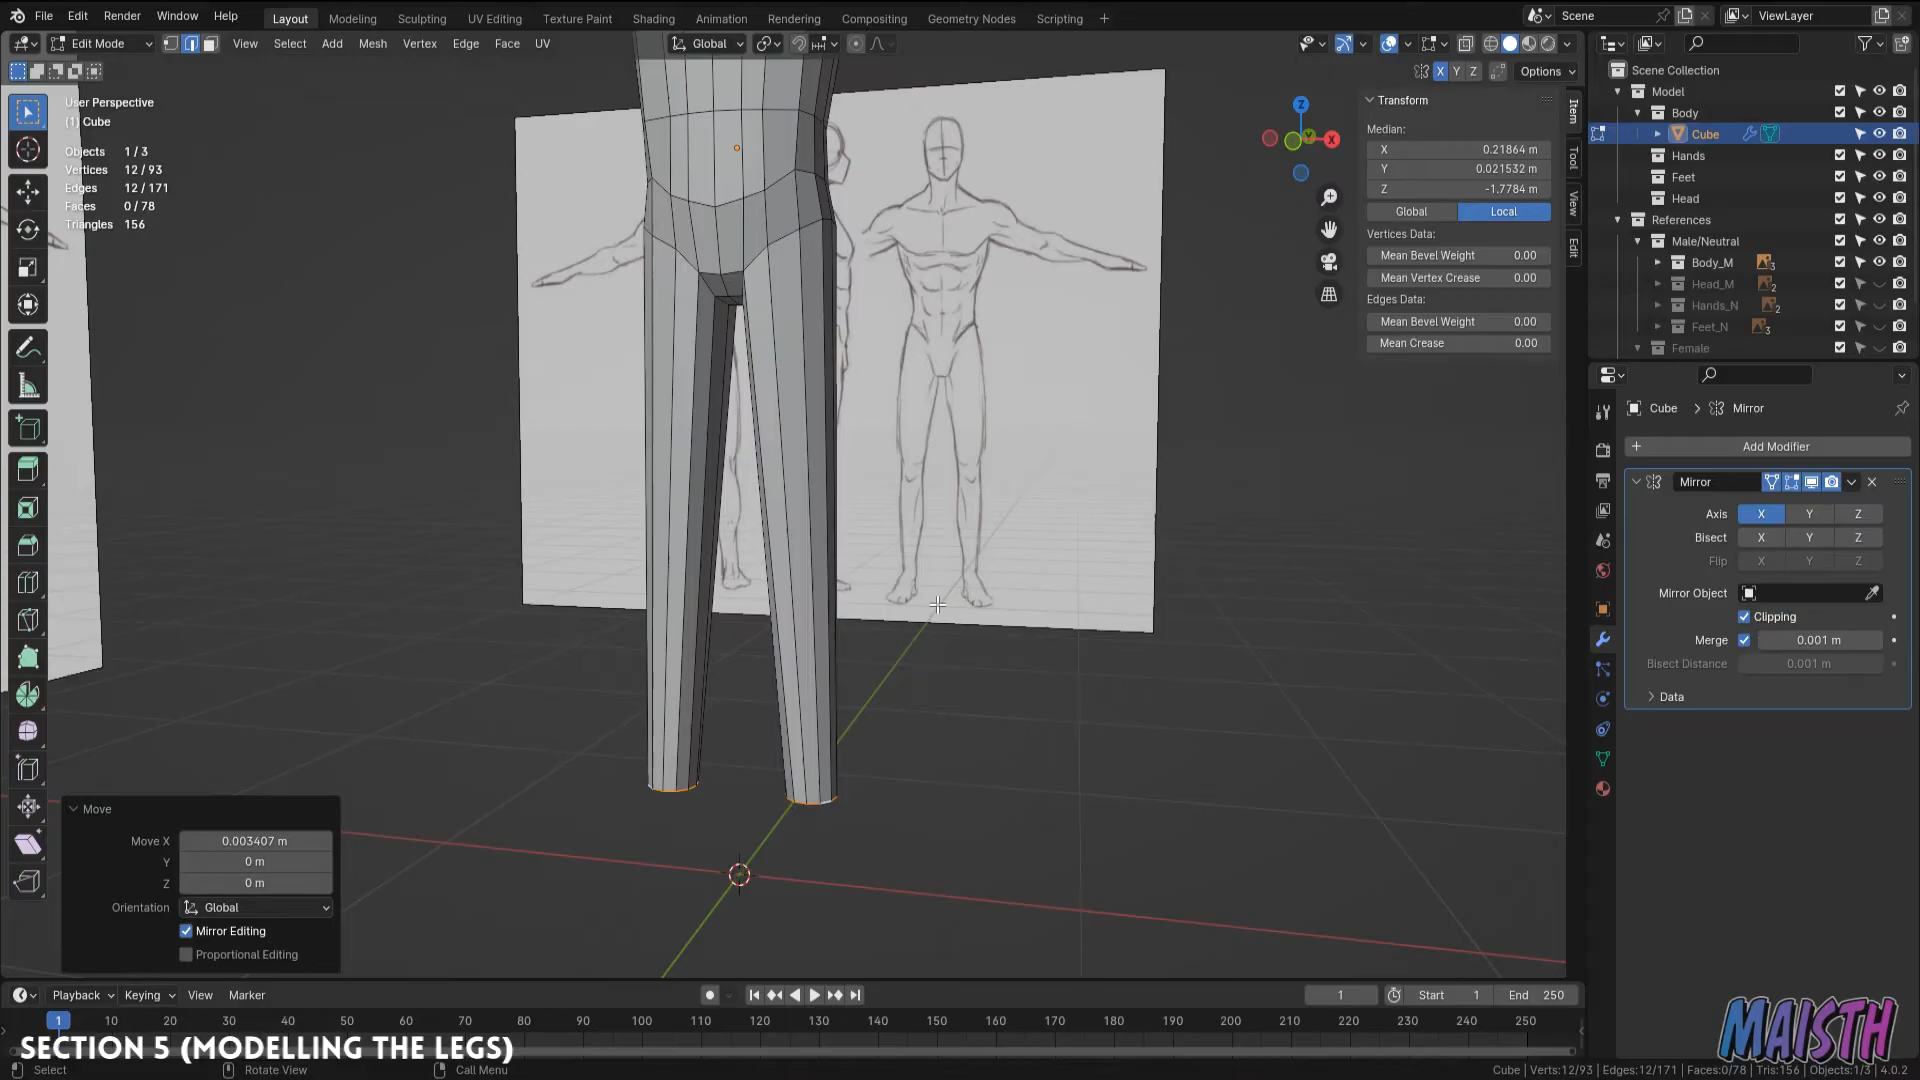 File Edit Render Window Help Layout Modeling Sculpting UV Editing Texture Paint Shading Animation Rendering Compositing Geometry Nodes Scripting + Scene ViewLayer
Edit Mode View Select Add Mesh Vertex Edge Face UV Global
X Y Z Options
User Perspective
(1) Cube
Objects 1 / 3
Vertices 12 / 93
Edges 12 / 171
Faces 0 / 78
Triangles 156
Z
X
Y
Transform
Median:
X 0.21864 m
Y 0.021532 m
Z -1.7784 m
Global Local
Vertices Data:
Mean Bevel Weight 0.00
Mean Vertex Crease 0.00
Edges Data:
Mean Bevel Weight 0.00
Mean Crease 0.00
Item
Tool
View
Edit
Scene Collection
Model
Body
Cube
Hands
Feet
Head
References
Male/Neutral
Body_M 3
Head_M 2
Hands_N 2
Feet_N 3
Female
Cube > Mirror
+ Add Modifier
Mirror
Axis X Y Z
Bisect X Y Z
Flip X Y Z
Mirror Object
Clipping
Merge 0.001 m
Bisect Distance 0.001 m
Data
Move
Move X 0.003407 m
Y 0 m
Z 0 m
Orientation Global
Mirror Editing
Proportional Editing
Playback Keying View Marker 1 Start 1 End 250
1 10 20 30 40 50 60 70 80 90 100 110 120 130 140 150 160 170 180 190 200 210 220 230 240 250
SECTION 5 (MODELLING THE LEGS)
MAISTH
Select Rotate View Call Menu Cube | Verts:12/93 | Edges:12/171 | Faces:0/78 | Tris:156 | Objects:1/3 | 4.0.2